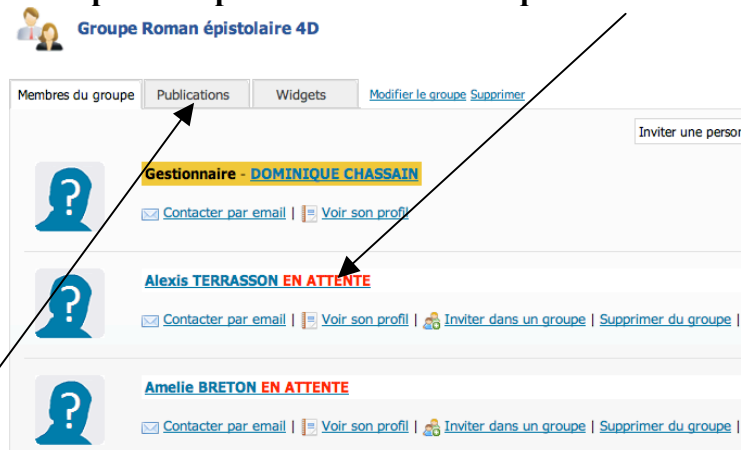 Groupe Roman épistolaire 4D
Membres du groupe Publications Widgets Modifier le groupe Supprimer
Inviter une person
Gestionnaire - DOMINIQUE CHASSAIN
Contacter par email | Voir son profil
Alexis TERRASSON EN ATTENTE
Contacter par email | Voir son profil | Inviter dans un groupe | Supprimer du groupe |
Amelie BRETON EN ATTENTE
Contacter par email | Voir son profil | Inviter dans un groupe | Supprimer du groupe |